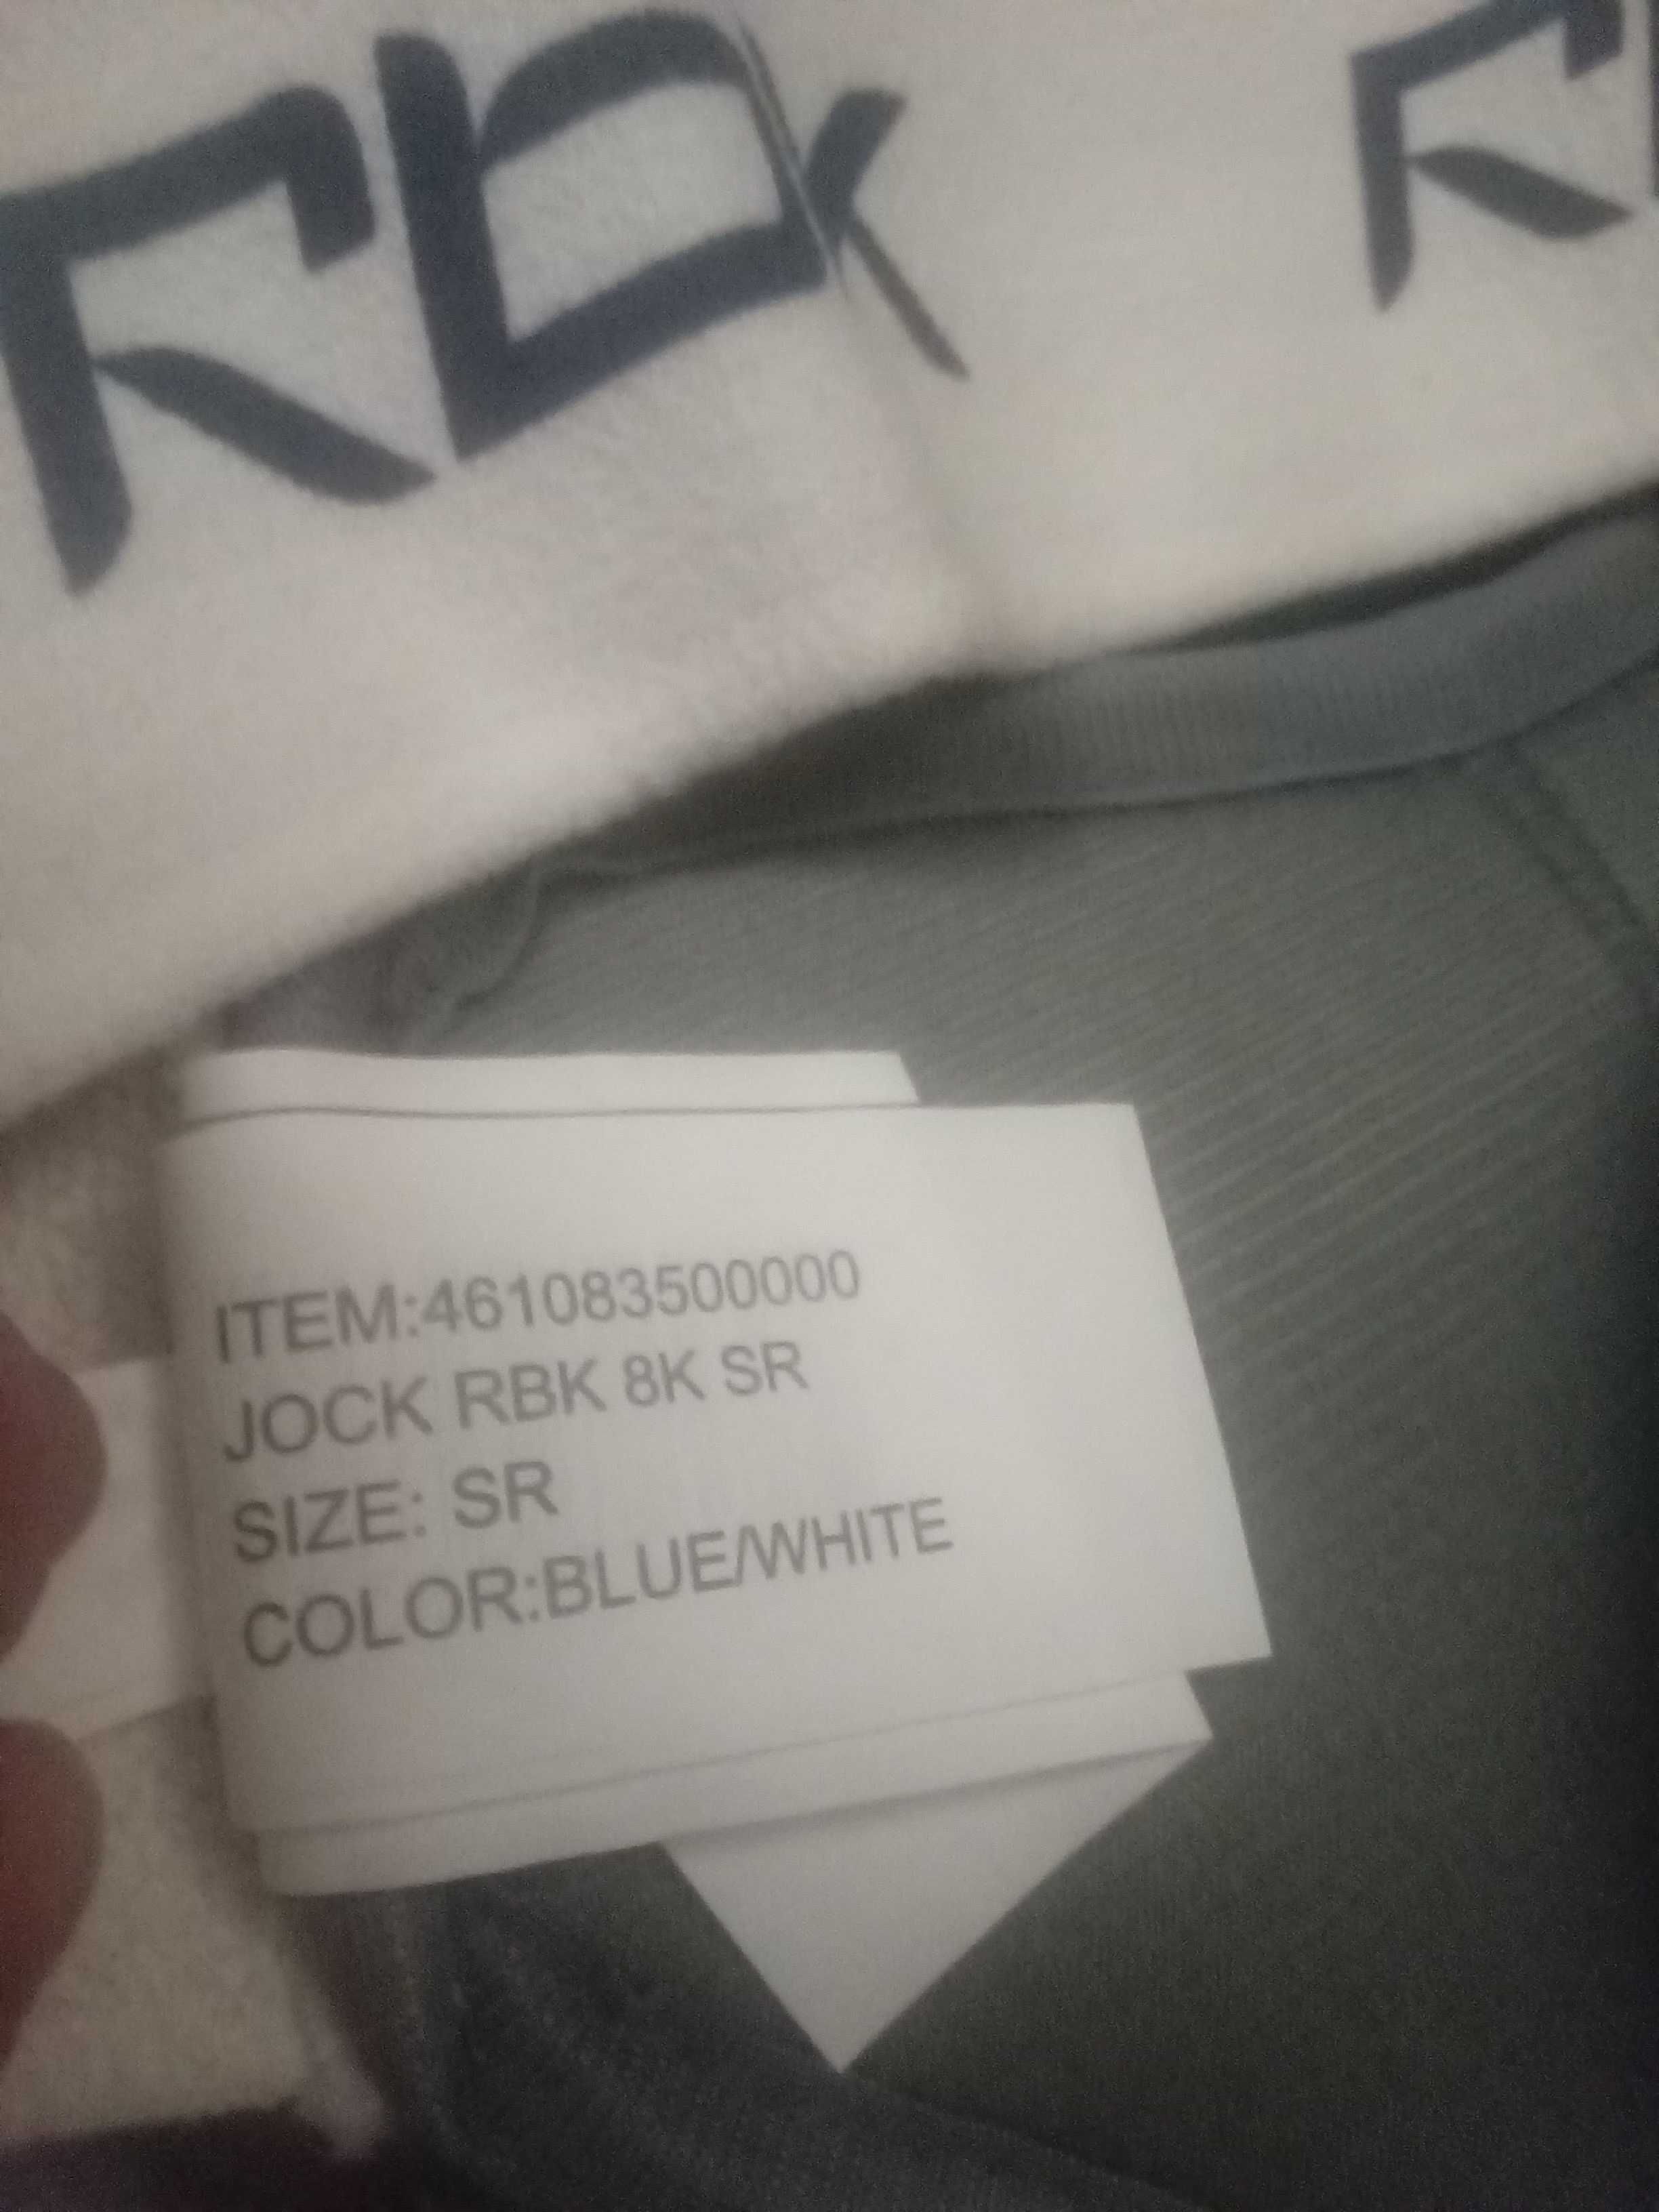 RBK R
ITEM:461083500000
JOCK RBK 8K SR
SIZE: SR
COLOR:BLUE/WHITE